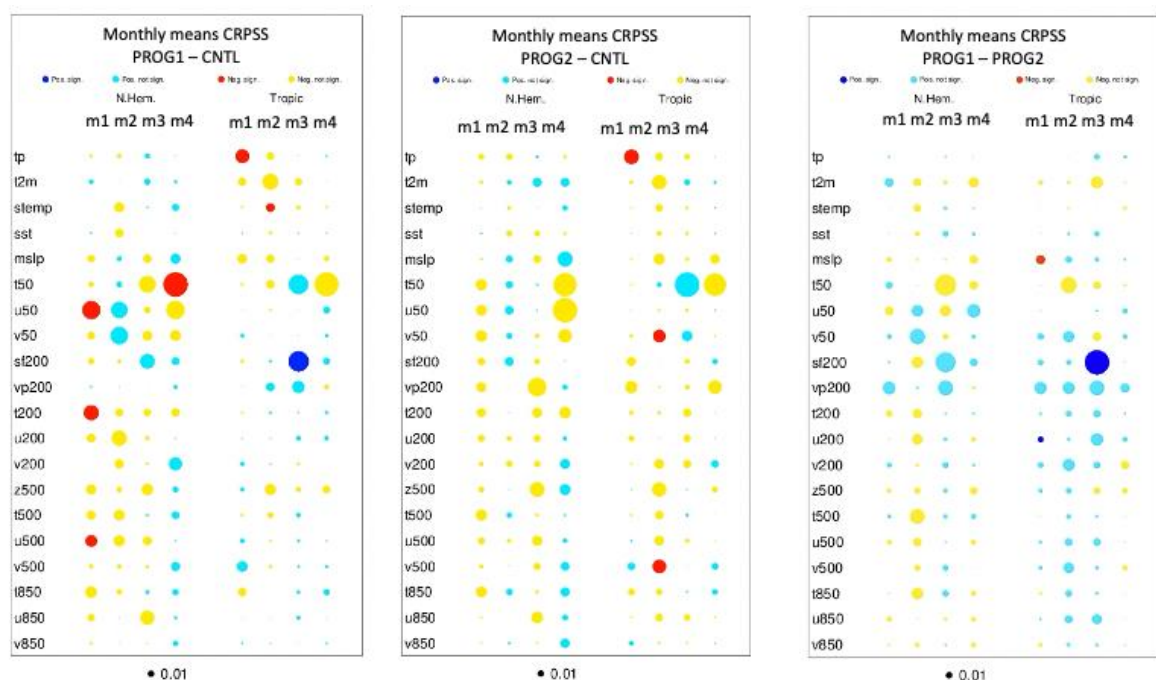 Monthly means CRPSS
PROG1 – CNTL
Pos. sign. Pos. not sign. Neg. sign. Neg. not sign.
N.Hem. Tropic
m1 m2 m3 m4 m1 m2 m3 m4
tp
t2m
stemp
sst
mslp
t50
u50
v50
sf200
vp200
t200
u200
v200
z500
t500
u500
v500
t850
u850
v850
0.01
Monthly means CRPSS
PROG2 – CNTL
Pos. sign. Pos. not sign. Neg. sign. Neg. not sign.
N.Hem. Tropic
m1 m2 m3 m4 m1 m2 m3 m4
tp
t2m
stemp
sst
mslp
t50
u50
v50
sf200
vp200
t200
u200
v200
z500
t500
u500
v500
t850
u850
v850
0.01
Monthly means CRPSS
PROG1 – PROG2
Pos. sign. Pos. not sign. Neg. sign. Neg. not sign.
N.Hem. Tropic
m1 m2 m3 m4 m1 m2 m3 m4
tp
t2m
stemp
sst
mslp
t50
u50
v50
sf200
vp200
t200
u200
v200
z500
t500
u500
v500
t850
u850
v850
0.01